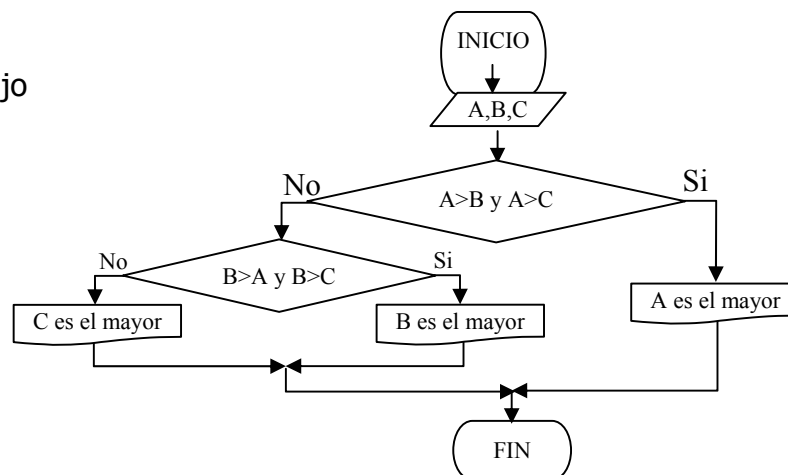 INICIO
jo
A,B,C
No
Si
A>B y A>C
No
Si
B>A y B>C
C es el mayor
B es el mayor
A es el mayor
FIN